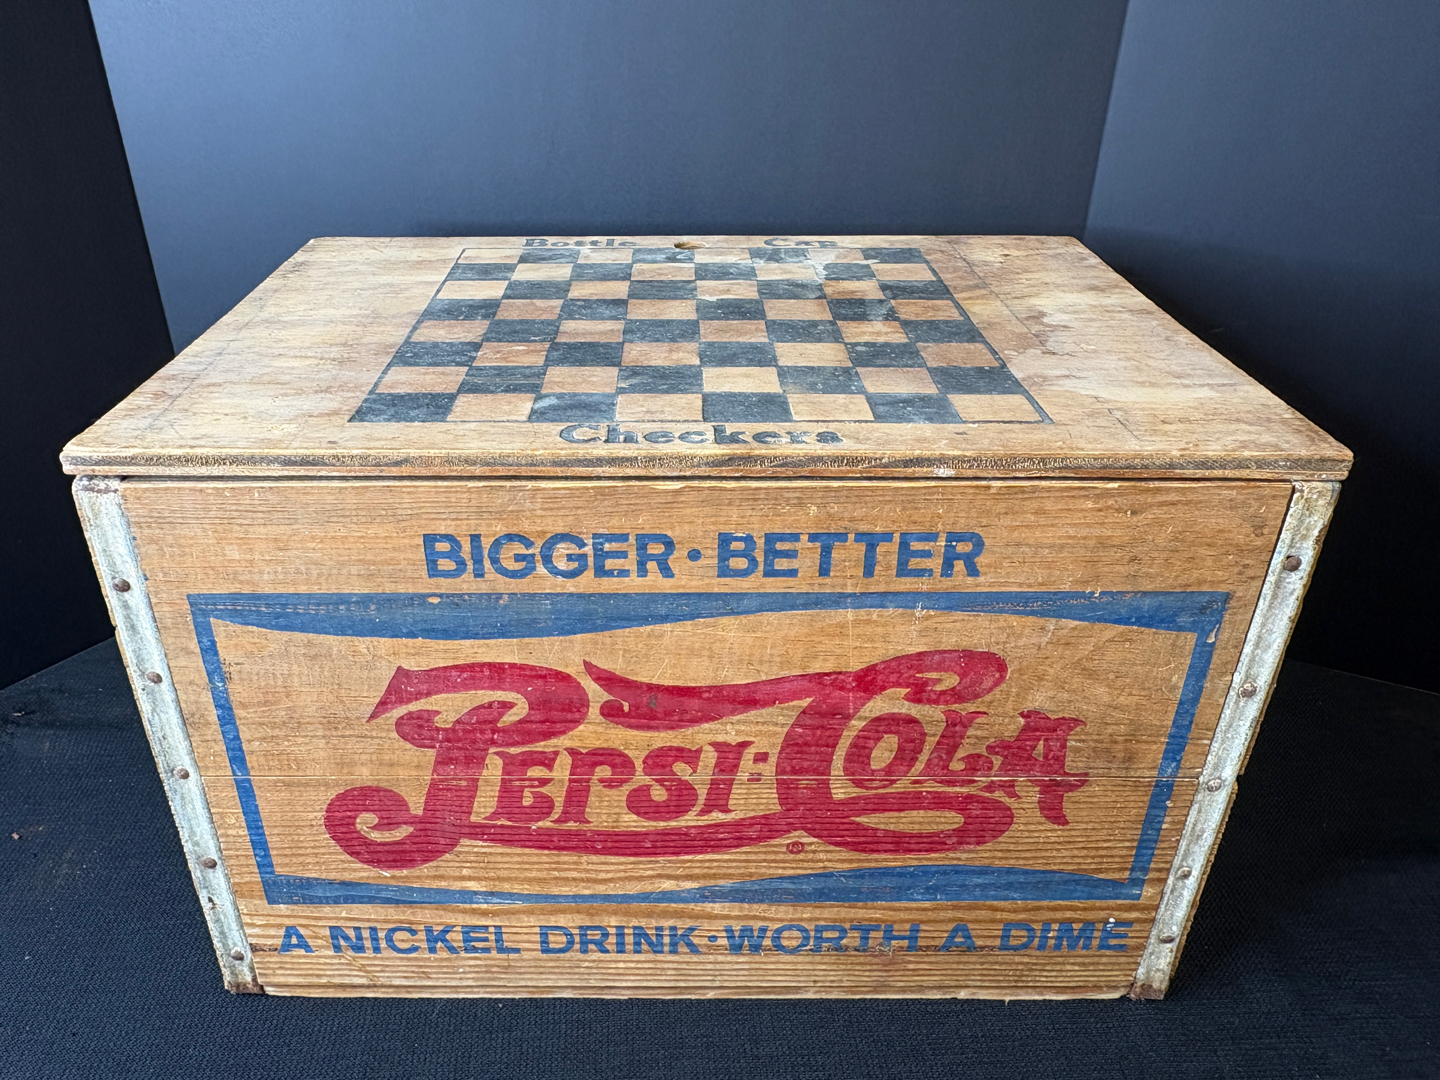 Bottle Cap
Checkers
BIGGER • BETTER
PEPSI:COLA
®
A NICKEL DRINK • WORTH A DIME